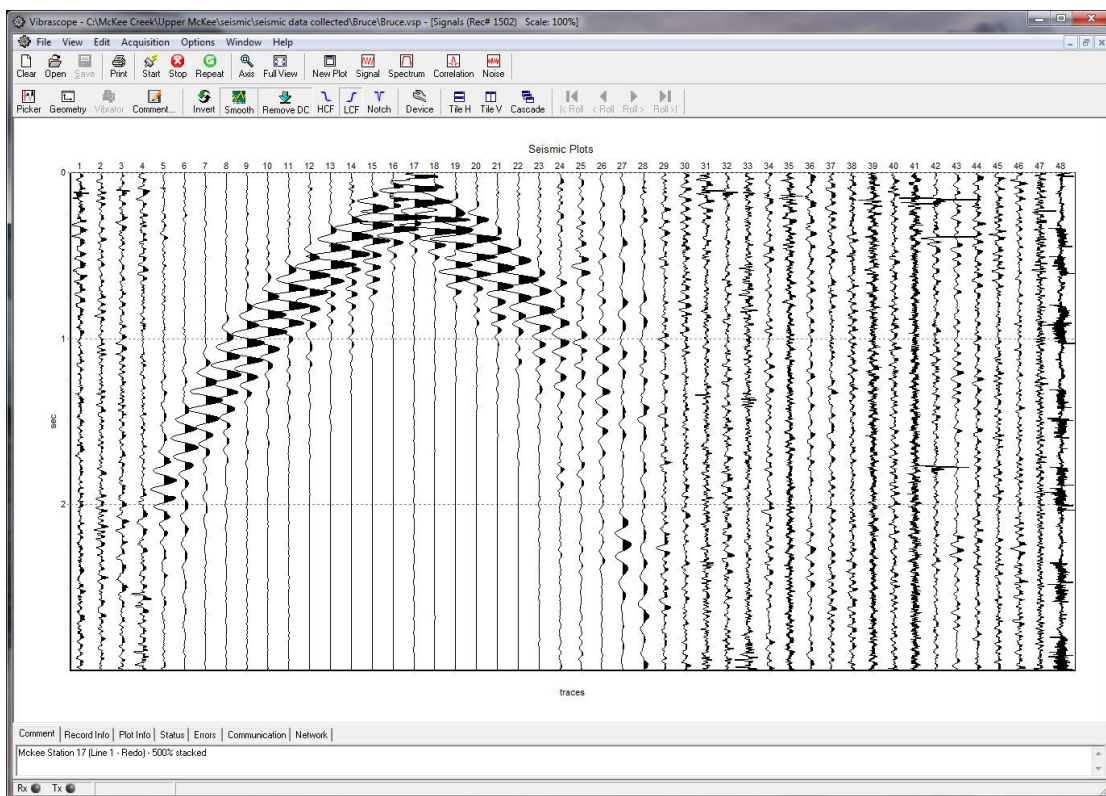 Vibrascope - C:\McKee Creek\Upper McKee\seismic\seismic data collected\Bruce\Bruce.vsp - [Signals (Rec# 1502) Scale: 100%]
File View Edit Acquisition Options Window Help
Clear Open Save Print Start Stop Repeat Axis Full View New Plot Signal Spectrum Correlation Noise
Picker Geometry Vibrator Comment... Invert Smooth Remove DC HCF LCF Notch Device Tile H Tile V Cascade |< Roll < Roll Roll > Roll >|
Seismic Plots
1 2 3 4 5 6 7 8 9 10 11 12 13 14 15 16 17 18 19 20 21 22 23 24 25 26 27 28 29 30 31 32 33 34 35 36 37 38 39 40 41 42 43 44 45 46 47 48
0
1
sec
2
traces
Comment Record Info Plot Info Status Errors Communication Network
Mckee Station 17 (Line 1 - Redo) - 500% stacked
Rx Tx